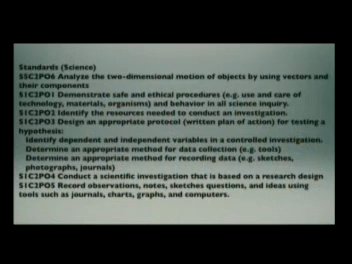 Standards (Science)
S5C2PO6 Analyze the two-dimensional motion of objects by using vectors and
their components
S1C2PO1 Demonstrate safe and ethical procedures (e.g. use and care of
technology, materials, organisms) and behavior in all science inquiry.
S1C2PO2 Identify the resources needed to conduct an investigation.
S1C2PO3 Design an appropriate protocol (written plan of action) for testing a
hypothesis:
Identify dependent and independent variables in a controlled investigation.
Determine an appropriate method for data collection (e.g. tools)
Determine an appropriate method for recording data (e.g. sketches,
photographs, journals)
S1C2PO4 Conduct a scientific investigation that is based on a research design
S1C2PO5 Record observations, notes, sketches questions, and ideas using
tools such as journals, charts, graphs, and computers.